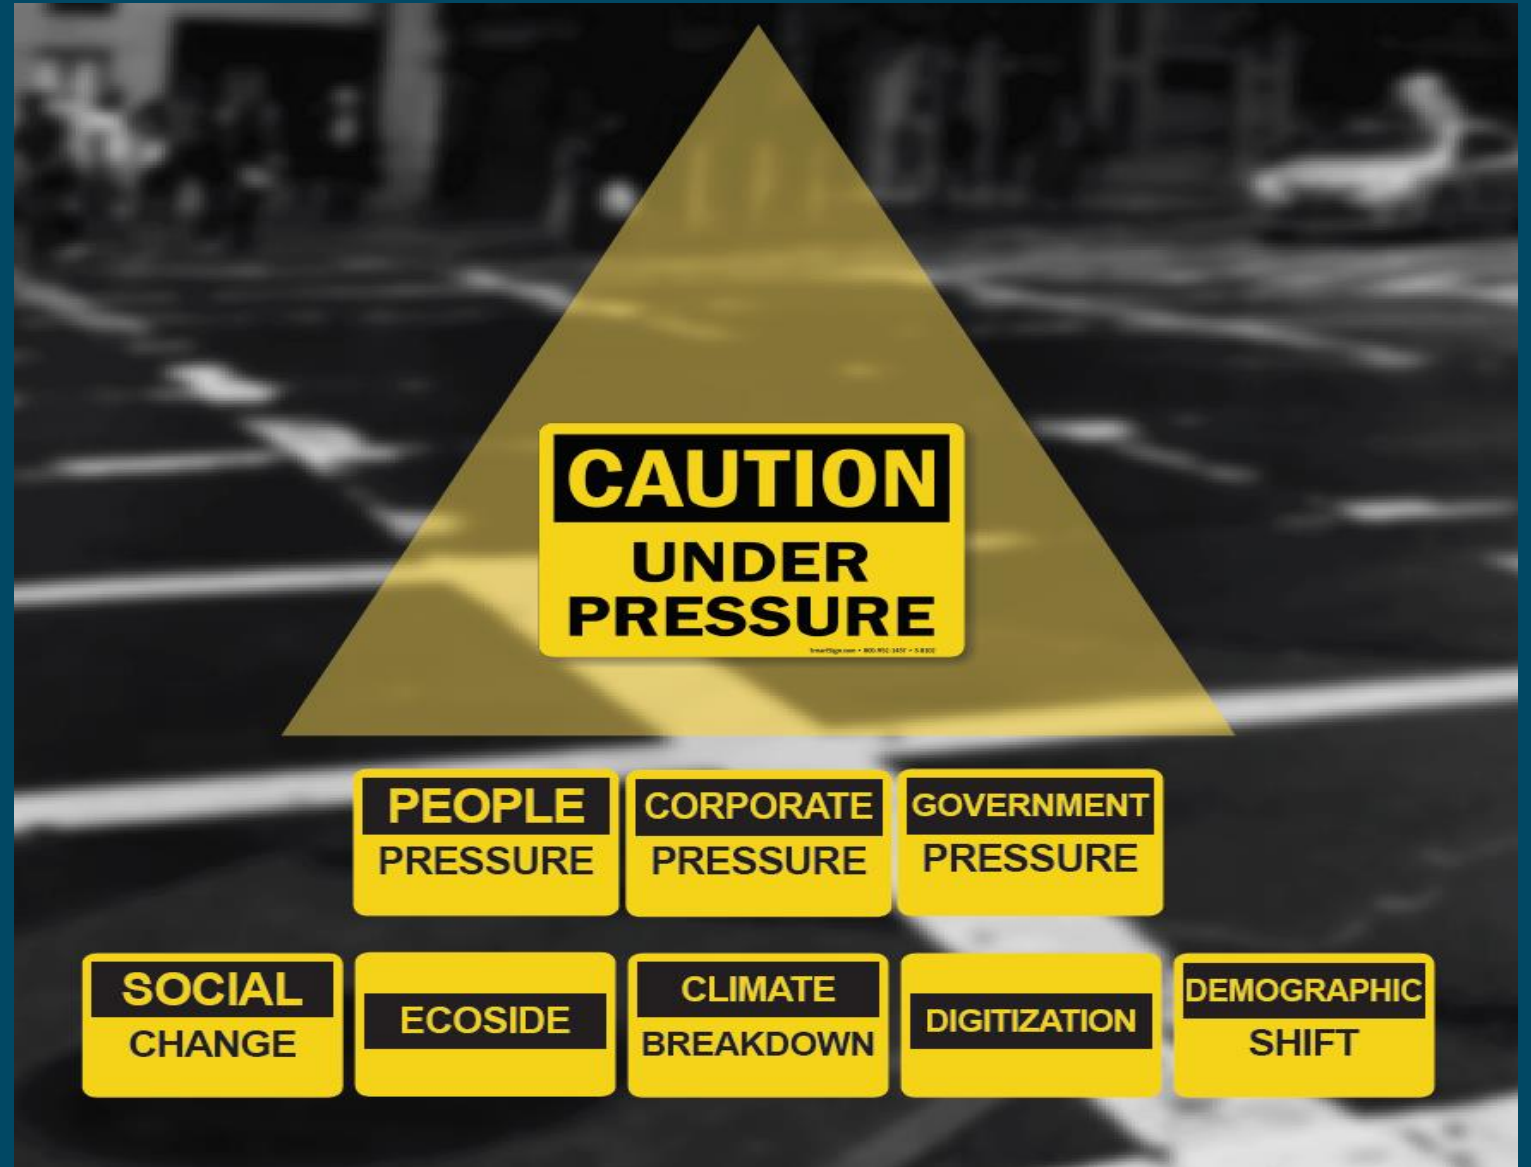 CAUTION
UNDER
PRESSURE
PEOPLE
PRESSURE
CORPORATE
PRESSURE
GOVERNMENT
PRESSURE
SOCIAL
CHANGE
ECOSIDE
CLIMATE
BREAKDOWN
DIGITIZATION
DEMOGRAPHIC
SHIFT